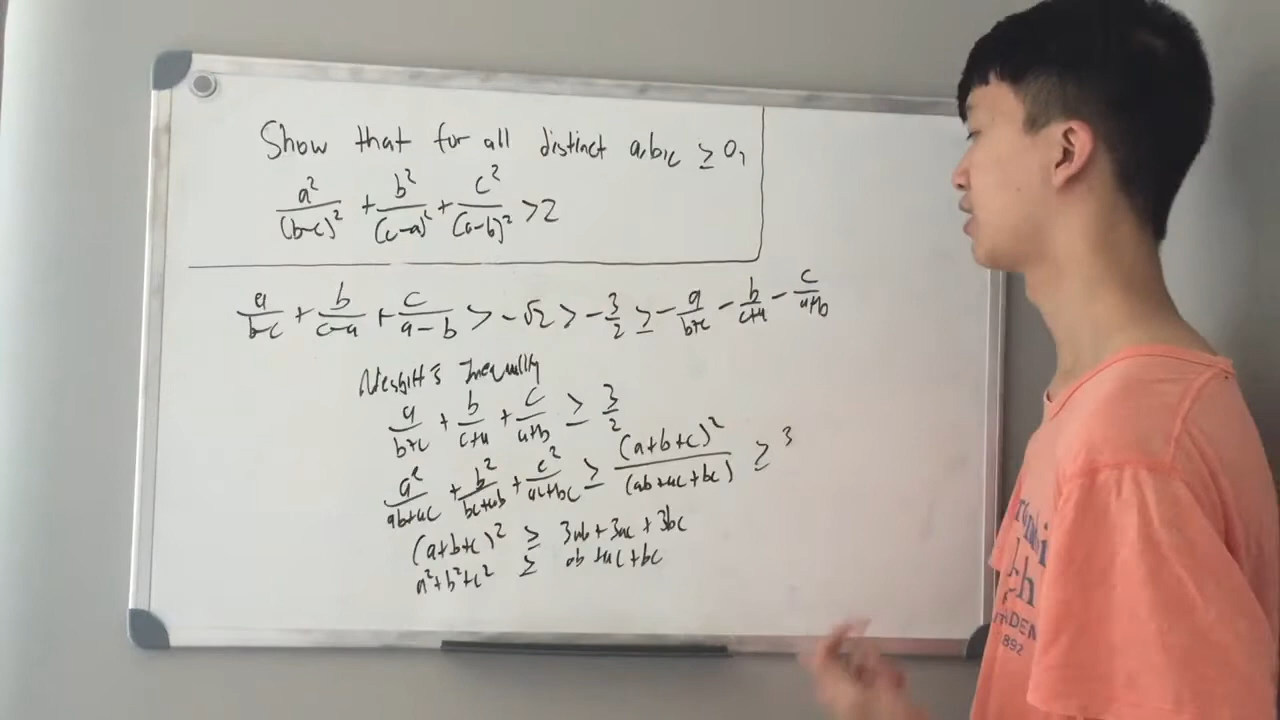 Show that for all distinct a,b,c ≥ 0,
a²/(b-c)² + b²/(c-a)² + c²/(a-b)² > 2
a/(b-c) + b/(c-a) + c/(a-b) > -√2 > -3/2 ≥ -a/(b+c) - b/(c+a) - c/(a+b)
Nesbitt's Inequality
a/(b+c) + b/(c+a) + c/(a+b) ≥ 3/2
a²/(ab+ac) + b²/(bc+ab) + c²/(ac+bc) ≥ (a+b+c)²/(ab+ac+bc) ≥ 3
(a+b+c)² ≥ 3ab+3ac+3bc
a²+b²+c² ≥ ab+ac+bc
892